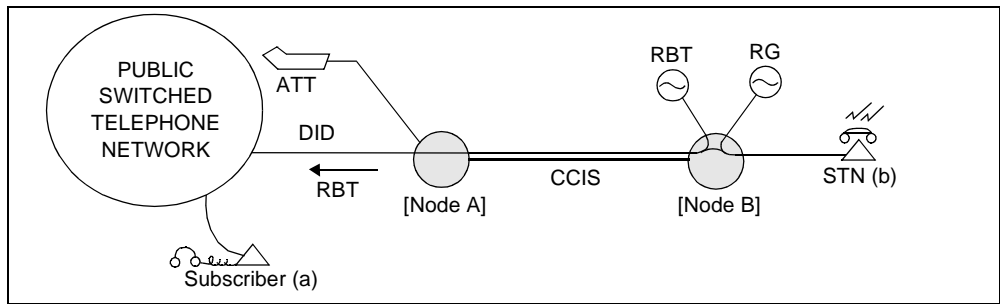 PUBLIC
SWITCHED
TELEPHONE
NETWORK
ATT
DID
RBT
[Node A]
CCIS
RBT
RG
[Node B]
STN (b)
Subscriber (a)